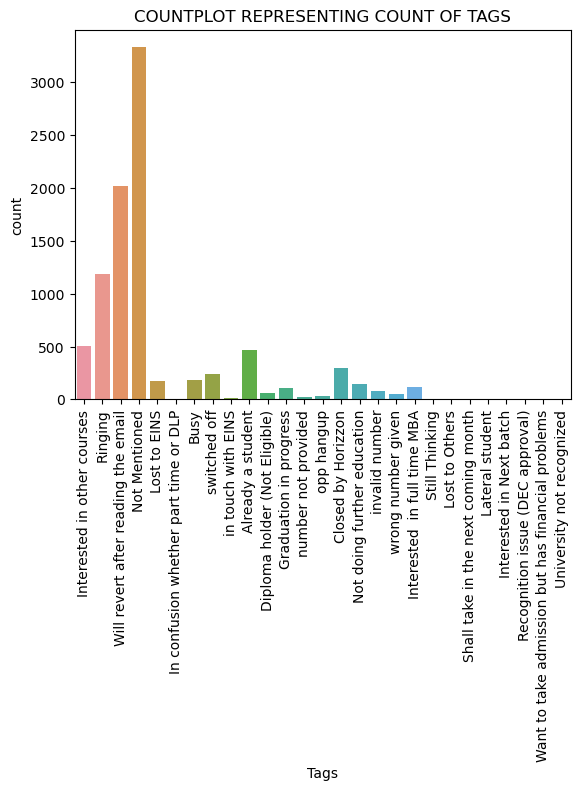 COUNTPLOT REPRESENTING COUNT OF TAGS
count
3000
2500
2000
1500
1000
500
0
Interested in other courses
Ringing
Will revert after reading the email
Not Mentioned
Lost to EINS
In confusion whether part time or DLP
Busy
switched off
in touch with EINS
Already a student
Diploma holder (Not Eligible)
Graduation in progress
number not provided
opp hangup
Closed by Horizzon
Not doing further education
invalid number
wrong number given
Interested  in full time MBA
Still Thinking
Lost to Others
Shall take in the next coming month
Lateral student
Interested in Next batch
Recognition issue (DEC approval)
Want to take admission but has financial problems
University not recognized
Tags